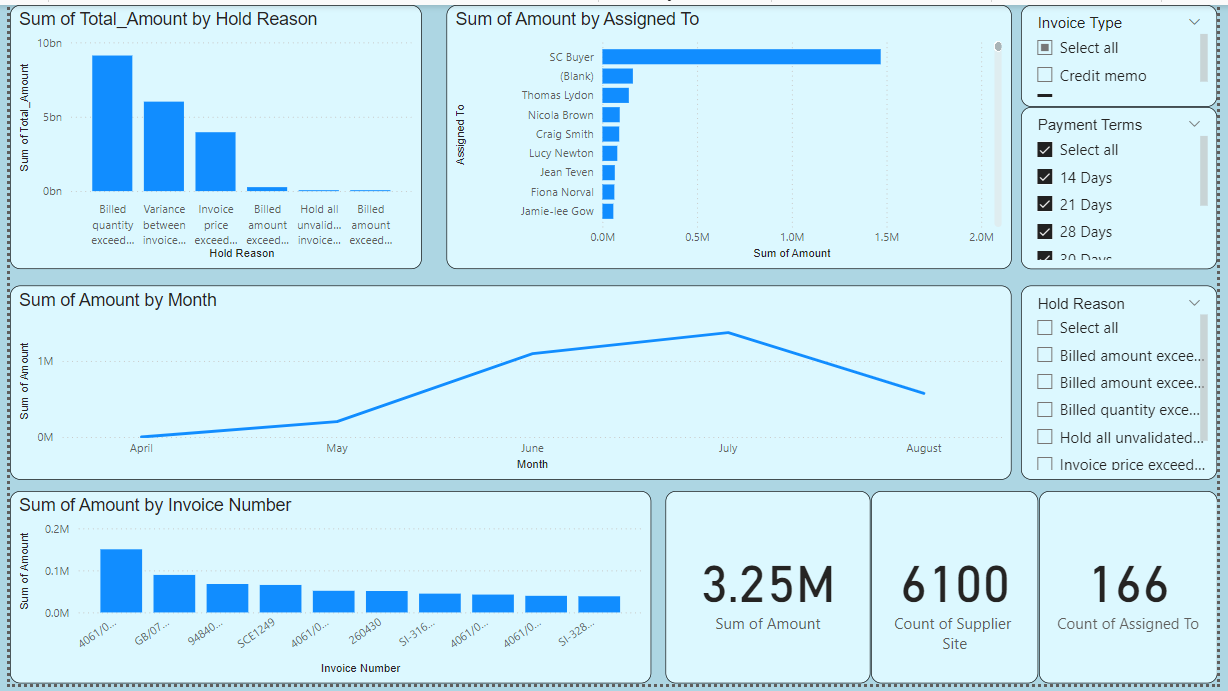 Sum of Total_Amount by Hold Reason
10bn
5bn
0bn
Sum of Total_Amount
Billed quantity exceed...
Variance between invoice...
Invoice price exceed...
Billed amount exceed...
Hold all unvalid... invoice...
Billed amount exceed...
Hold Reason
Sum of Amount by Assigned To
Assigned To
SC Buyer
(Blank)
Thomas Lydon
Nicola Brown
Craig Smith
Lucy Newton
Jean Teven
Fiona Norval
Jamie-lee Gow
0.0M 0.5M 1.0M 1.5M 2.0M
Sum of Amount
Invoice Type
Select all
Credit memo
Payment Terms
Select all
14 Days
21 Days
28 Days
30 Days
Sum of Amount by Month
Sum of Amount
1M
0M
April May June July August
Month
Hold Reason
Select all
Billed amount excee...
Billed amount excee...
Billed quantity exce...
Hold all unvalidated...
Invoice price exceed...
Sum of Amount by Invoice Number
Sum of Amount
0.2M
0.1M
0.0M
4061/0... GB/07... 94840... SCE1249 4061/0... 260430 SI-316... 4061/0... 4061/0... SI-328...
Invoice Number
3.25M
Sum of Amount
6100
Count of Supplier
Site
166
Count of Assigned To